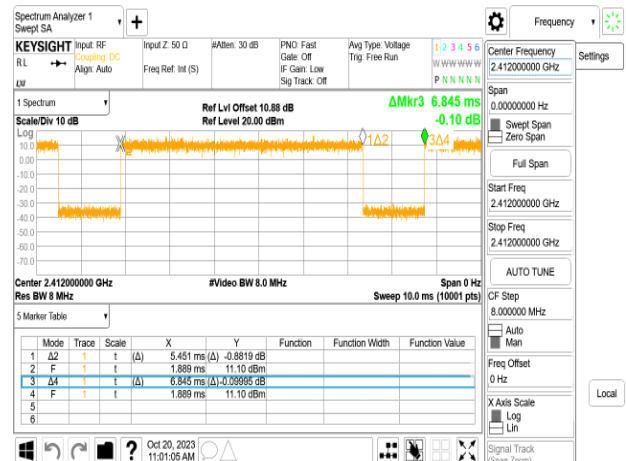 Spectrum Analyzer 1
Swept SA
Frequency
KEYSIGHT Input: RF Input Z: 50 Ω #Atten: 30 dB PNO: Fast Avg Type: Voltage 1 2 3 4 5 6
RL Coupling: DC Gate: Off Trig: Free Run
Align: Auto Freq Ref: Int (S) IF Gain: Low W W W W W W
Sig Track: Off P N N N N N
Center Frequency
2.412000000 GHz
Settings
Span
0.00000000 Hz
Swept Span
Zero Span
Full Span
Start Freq
2.412000000 GHz
Stop Freq
2.412000000 GHz
AUTO TUNE
CF Step
8.000000 MHz
Auto
Man
Freq Offset
0 Hz
X Axis Scale
Log
Lin
Signal Track
(Span Zoom)
Local
1 Spectrum
Ref Lvl Offset 10.88 dB ΔMkr3 6.845 ms
Scale/Div 10 dB Ref Level 20.00 dBm -0.10 dB
Log
10.0
0.00
-10.0
-20.0
-30.0
-40.0
-50.0
-60.0
-70.0
1Δ2
3Δ4
Center 2.412000000 GHz #Video BW 8.0 MHz Span 0 Hz
Res BW 8 MHz Sweep 10.0 ms (10001 pts)
5 Marker Table
Mode Trace Scale X Y Function Function Width Function Value
1 Δ2 1 t (Δ) 5.451 ms (Δ) -0.8819 dB
2 F 1 t 1.889 ms 11.10 dBm
3 Δ4 1 t (Δ) 6.845 ms (Δ) -0.09995 dB
4 F 1 t 1.889 ms 11.10 dBm
5
6
? Oct 20, 2023
11:01:05 AM